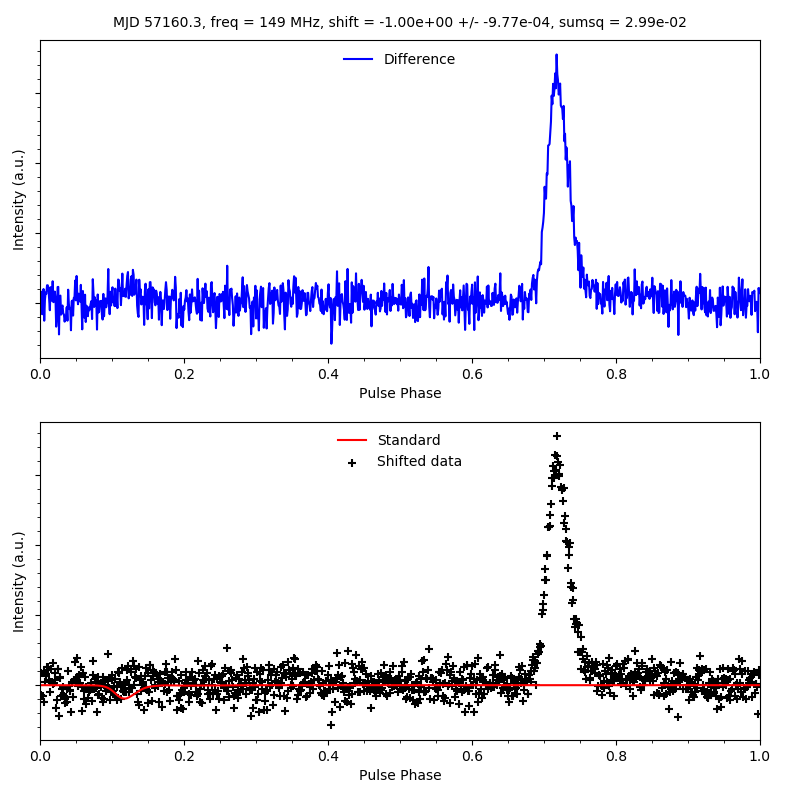 MJD 57160.3, freq = 149 MHz, shift = -1.00e+00 +/- -9.77e-04, sumsq = 2.99e-02
Difference
Intensity (a.u.)
0.0 0.2 0.4 0.6 0.8 1.0
Pulse Phase
Standard
Shifted data
Intensity (a.u.)
0.0 0.2 0.4 0.6 0.8 1.0
Pulse Phase